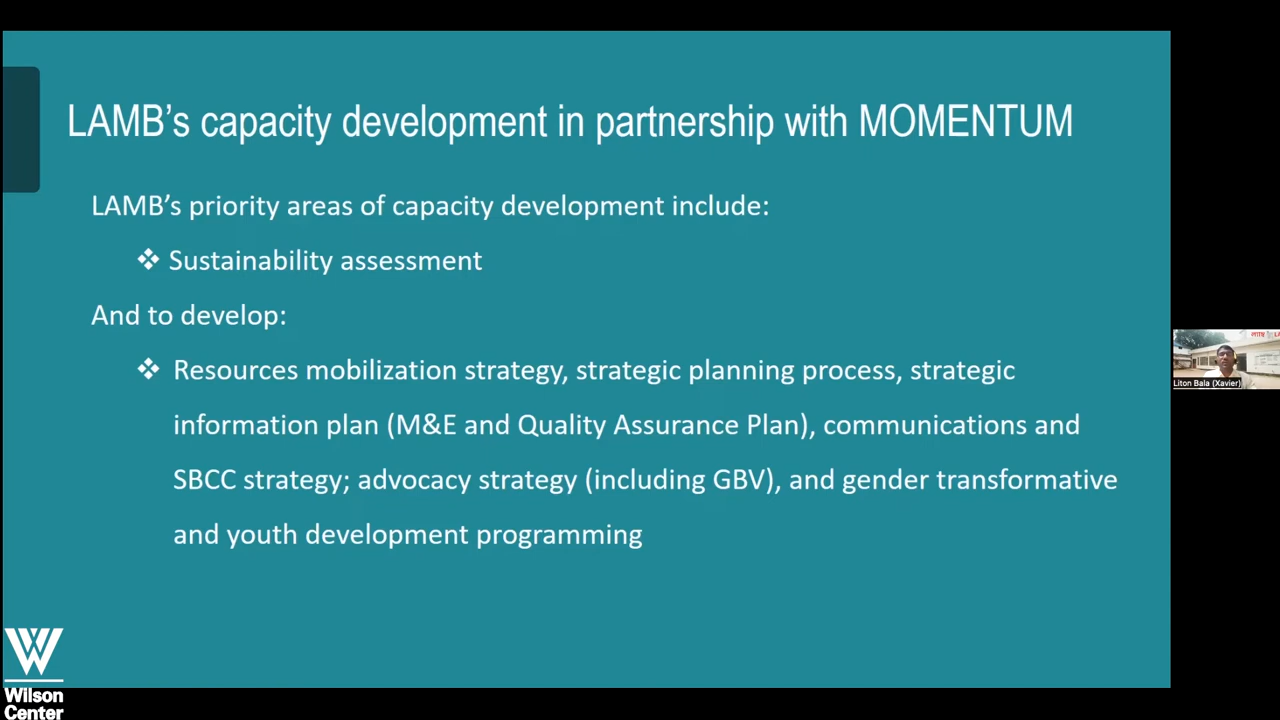 LAMB’s capacity development in partnership with MOMENTUM
LAMB’s priority areas of capacity development include:
❖ Sustainability assessment
And to develop:
❖ Resources mobilization strategy, strategic planning process, strategic
information plan (M&E and Quality Assurance Plan), communications and
SBCC strategy; advocacy strategy (including GBV), and gender transformative
and youth development programming
Liton Bala (Xavier)
Wilson
Center